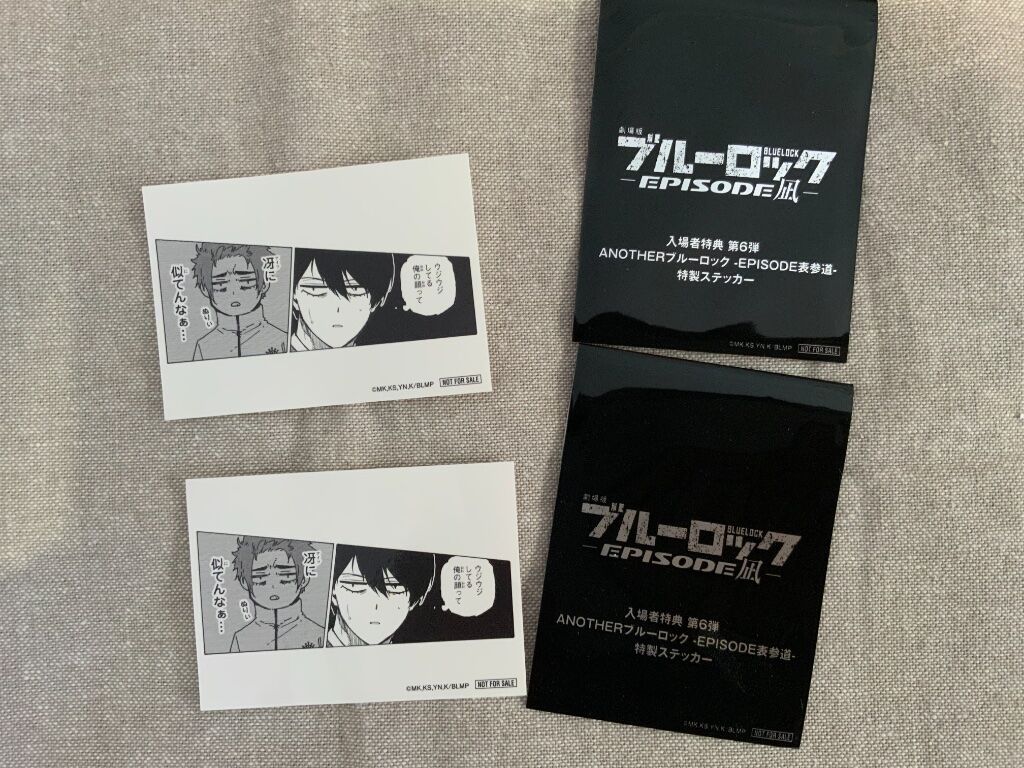 ウジウジ
してる
俺の顔って
冴に
似てんなぁ…
ぬりぃ
©MK,KS,YN,K/BLMP NOT FOR SALE
劇場版
ブルーロック
BLUELOCK
-EPISODE凪-
入場者特典 第6弾
ANOTHERブルーロック -EPISODE表参道-
特製ステッカー
©MK,KS,YN,K/BLMP NOT FOR SALE
ウジウジ
してる
俺の顔って
冴に
似てんなぁ…
ぬりぃ
©MK,KS,YN,K/BLMP NOT FOR SALE
劇場版
ブルーロック
BLUELOCK
-EPISODE凪-
入場者特典 第6弾
ANOTHERブルーロック -EPISODE表参道-
特製ステッカー
©MK,KS,YN,K/BLMP NOT FOR SALE